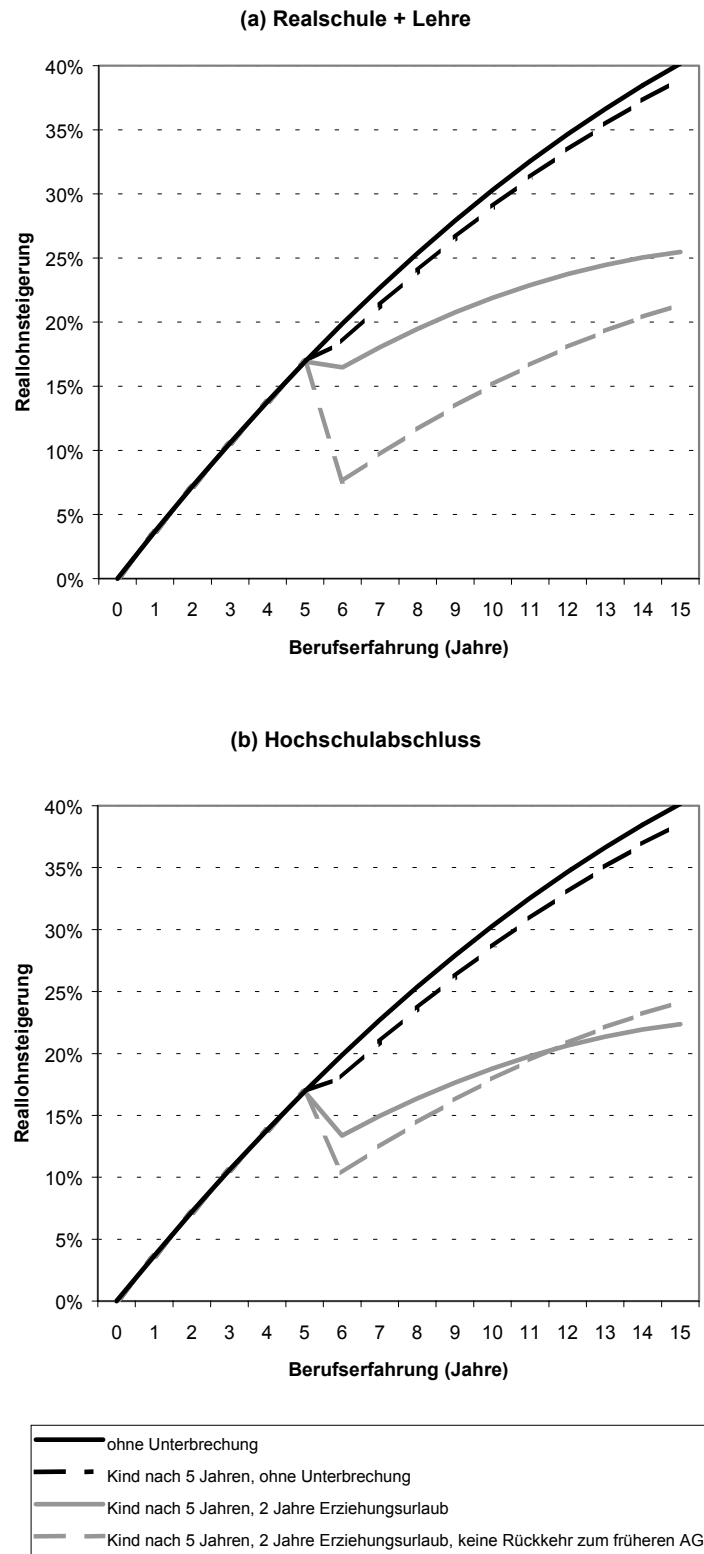 (a) Realschule + Lehre
40%
35%
30%
25%
20%
15%
10%
5%
0%
Reallohnsteigerung
0 1 2 3 4 5 6 7 8 9 10 11 12 13 14 15
Berufserfahrung (Jahre)
(b) Hochschulabschluss
40%
35%
30%
25%
20%
15%
10%
5%
0%
Reallohnsteigerung
0 1 2 3 4 5 6 7 8 9 10 11 12 13 14 15
Berufserfahrung (Jahre)
ohne Unterbrechung
Kind nach 5 Jahren, ohne Unterbrechung
Kind nach 5 Jahren, 2 Jahre Erziehungsurlaub
Kind nach 5 Jahren, 2 Jahre Erziehungsurlaub, keine Rückkehr zum früheren AG